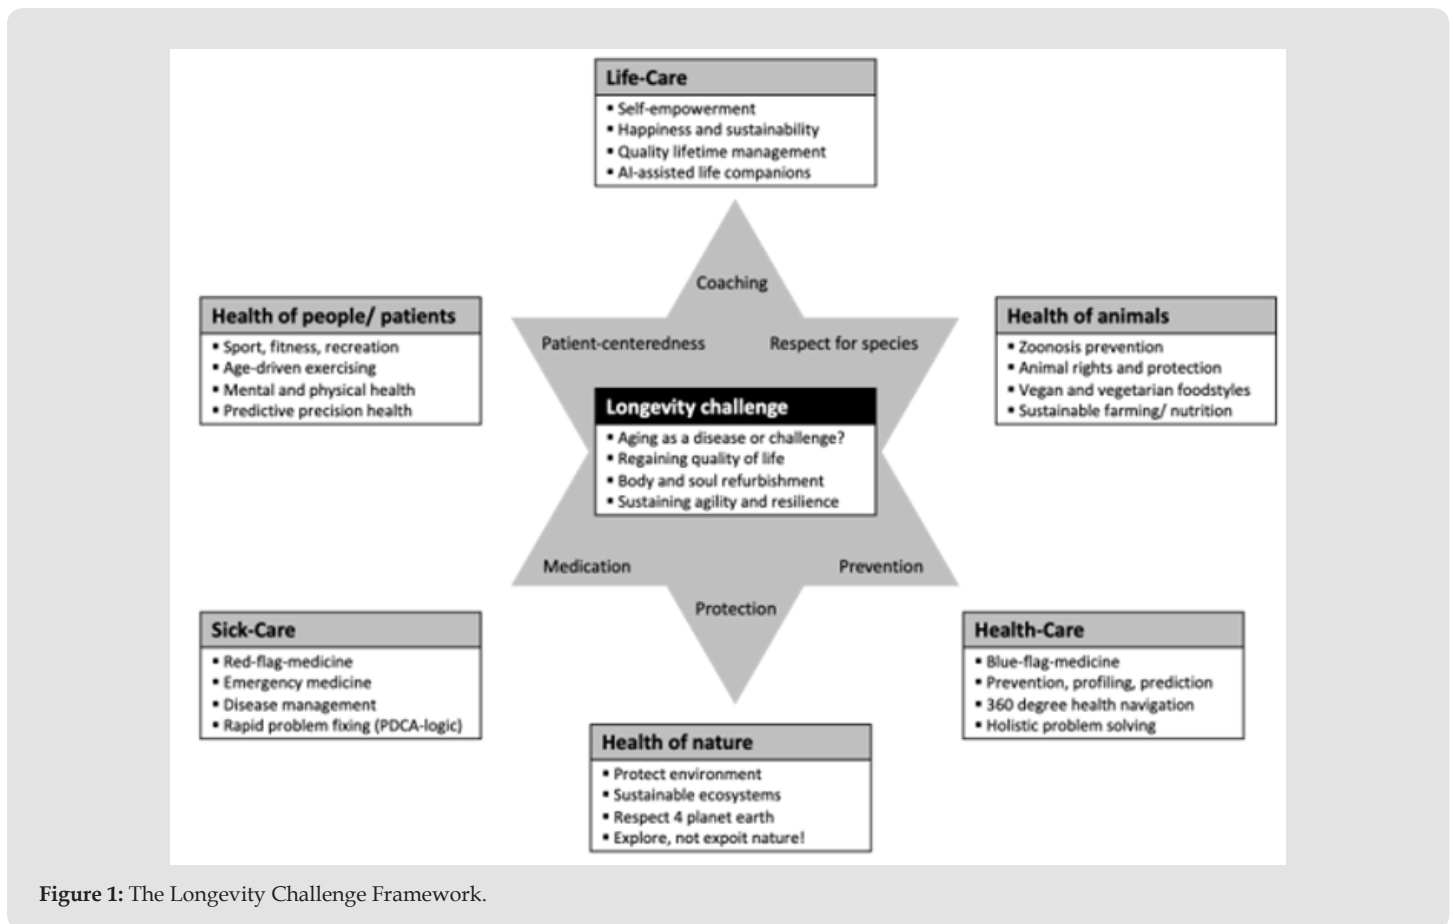 Life-Care
▪ Self-empowerment
▪ Happiness and sustainability
▪ Quality lifetime management
▪ AI-assisted life companions
Coaching
Health of people/ patients
▪ Sport, fitness, recreation
▪ Age-driven exercising
▪ Mental and physical health
▪ Predictive precision health
Patient-centeredness
Respect for species
Health of animals
▪ Zoonosis prevention
▪ Animal rights and protection
▪ Vegan and vegetarian foodstyles
▪ Sustainable farming/ nutrition
Longevity challenge
▪ Aging as a disease or challenge?
▪ Regaining quality of life
▪ Body and soul refurbishment
▪ Sustaining agility and resilience
Medication
Prevention
Protection
Sick-Care
▪ Red-flag-medicine
▪ Emergency medicine
▪ Disease management
▪ Rapid problem fixing (PDCA-logic)
Health-Care
▪ Blue-flag-medicine
▪ Prevention, profiling, prediction
▪ 360 degree health navigation
▪ Holistic problem solving
Health of nature
▪ Protect environment
▪ Sustainable ecosystems
▪ Respect 4 planet earth
▪ Explore, not expoit nature!
Figure 1: The Longevity Challenge Framework.